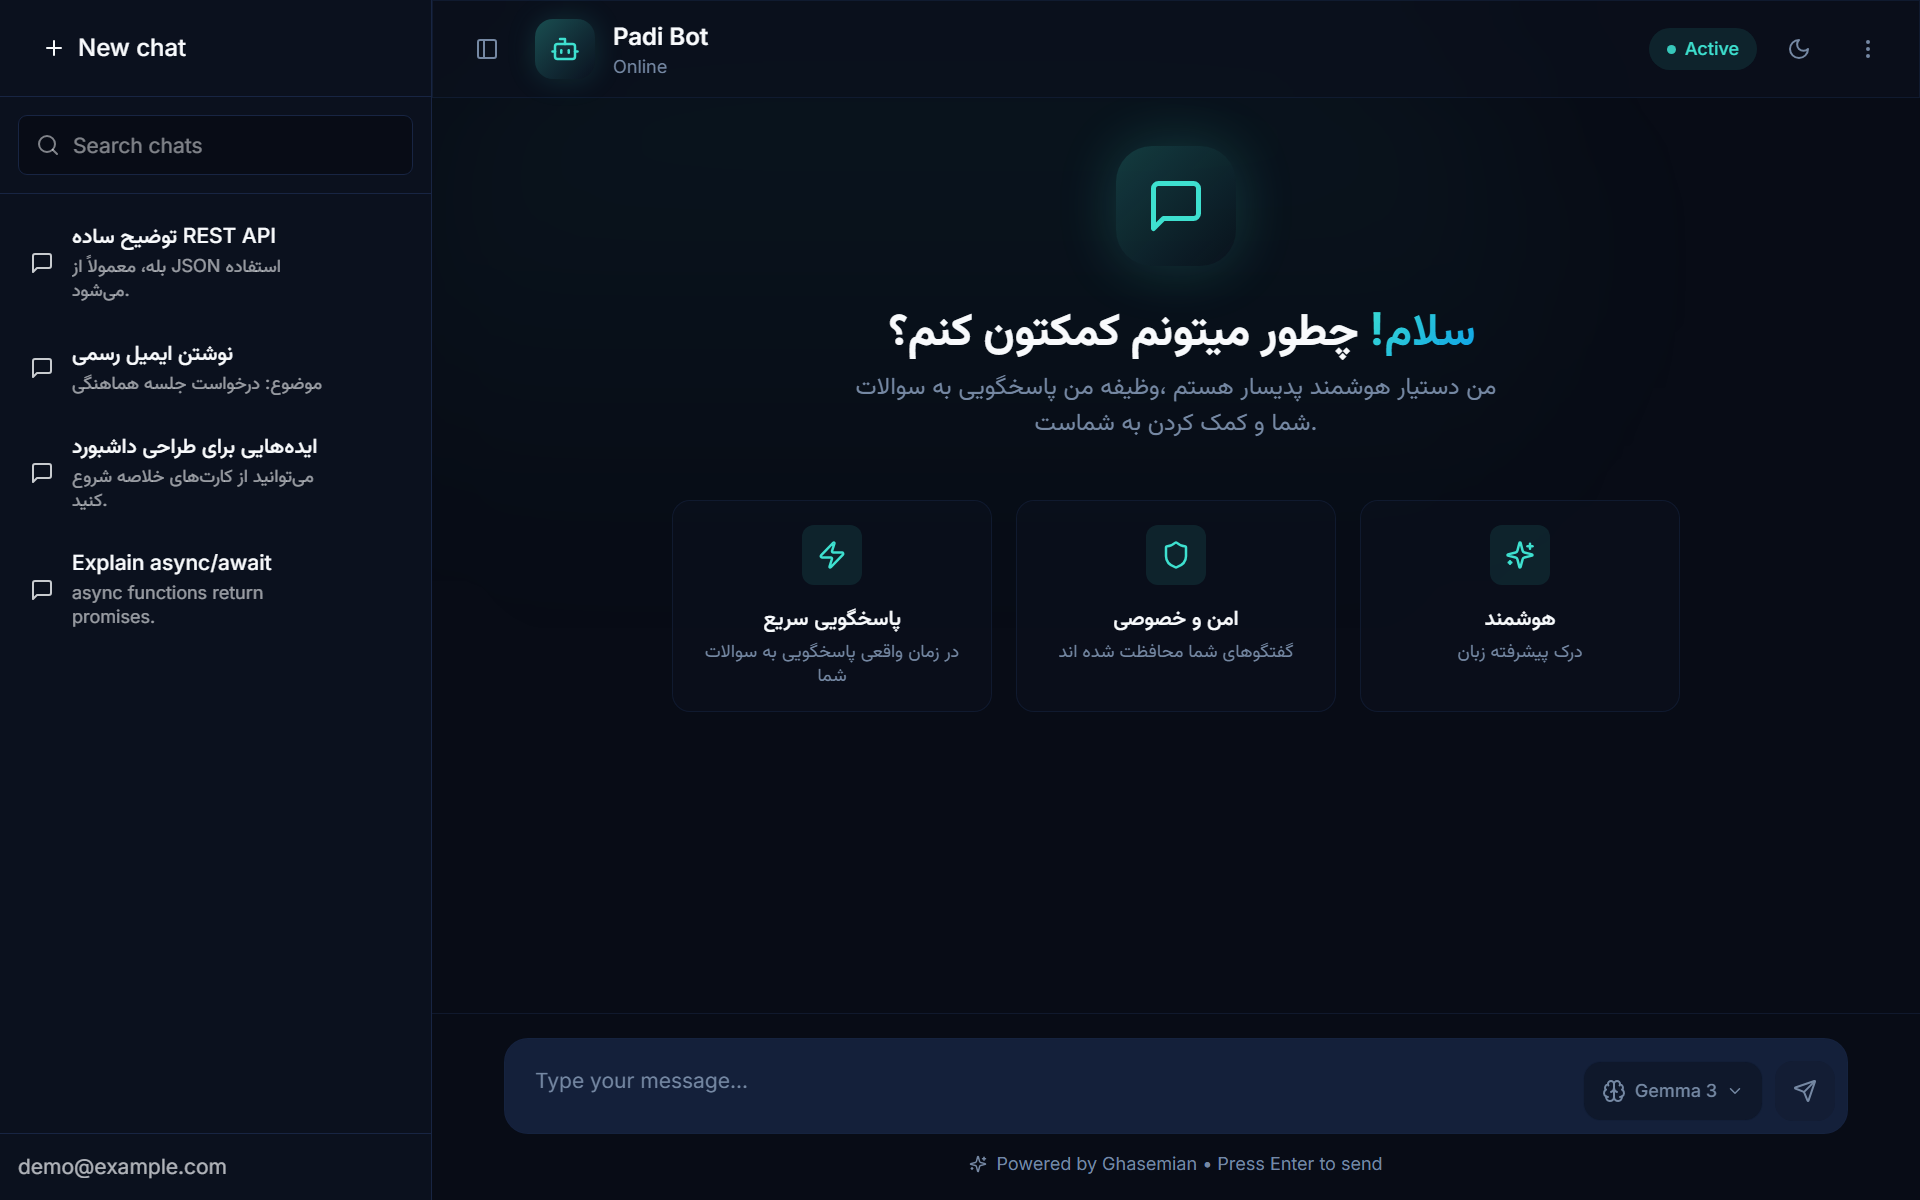 New chat
Search chats
توضیح ساده REST API
بله، معمولاً از JSON استفاده
می‌شود.
نوشتن ایمیل رسمی
موضوع: درخواست جلسه هماهنگی
ایده‌هایی برای طراحی داشبورد
می‌توانید از کارت‌های خلاصه شروع
کنید.
Explain async/await
async functions return
promises.
demo@example.com
Padi Bot
Online
Active
سلام! چطور میتونم کمکتون کنم؟
من دستیار هوشمند پدیسار هستم ،وظیفه من پاسخگویی به سوالات
شما و کمک کردن به شماست.
پاسخگویی سریع
در زمان واقعی پاسخگویی به سوالات
شما
امن و خصوصی
گفتگوهای شما محافظت شده اند
هوشمند
درک پیشرفته زبان
Type your message...
Gemma 3
Powered by Ghasemian • Press Enter to send